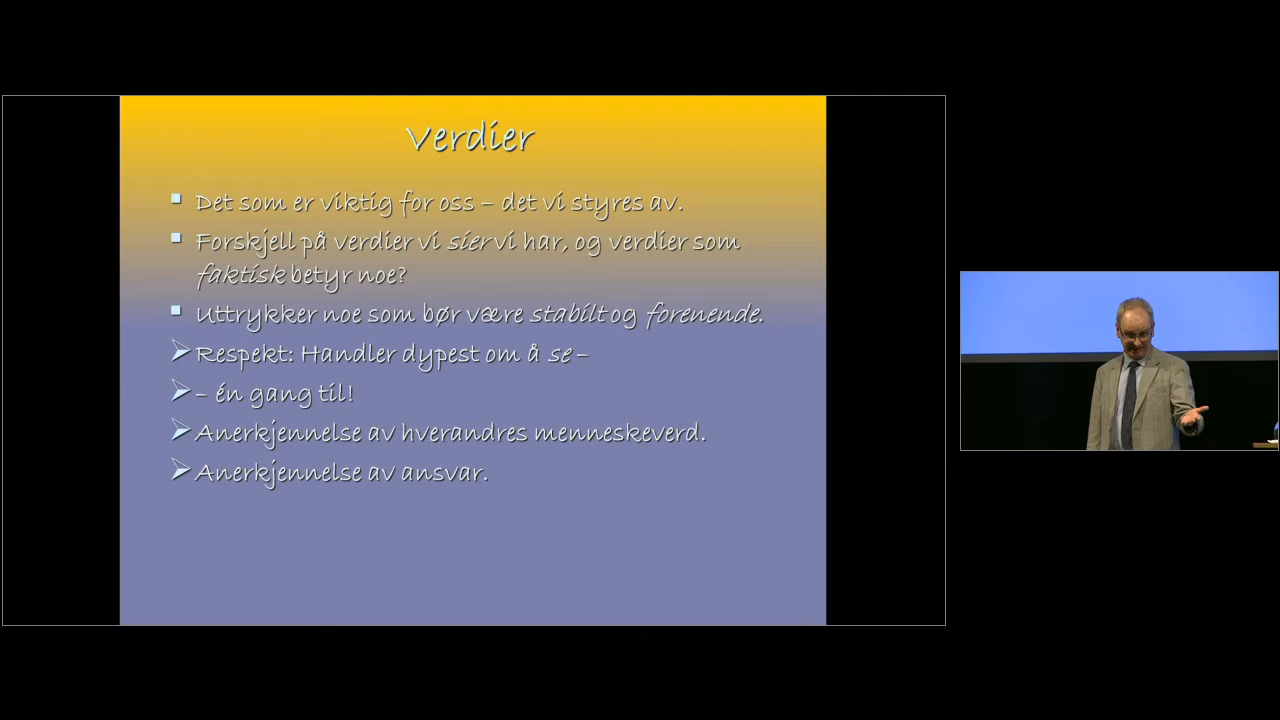 Verdier
Det som er viktig for oss – det vi styres av.
Forskjell på verdier vi sier vi har, og verdier som
faktisk betyr noe?
Uttrykker noe som bør være stabilt og forenende.
Respekt: Handler dypest om å se –
– én gang til!
Anerkjennelse av hverandres menneskeverd.
Anerkjennelse av ansvar.